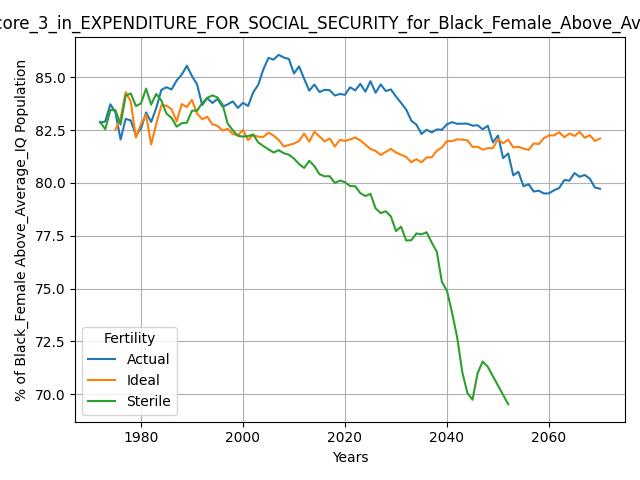 core_3_in_EXPENDITURE_FOR_SOCIAL_SECURITY_for_Black_Female_Above_Av
% of Black_Female Above_Average_IQ Population
85.0
82.5
80.0
77.5
75.0
72.5
70.0
Fertility
Actual
Ideal
Sterile
1980
2000
2020
2040
2060
Years